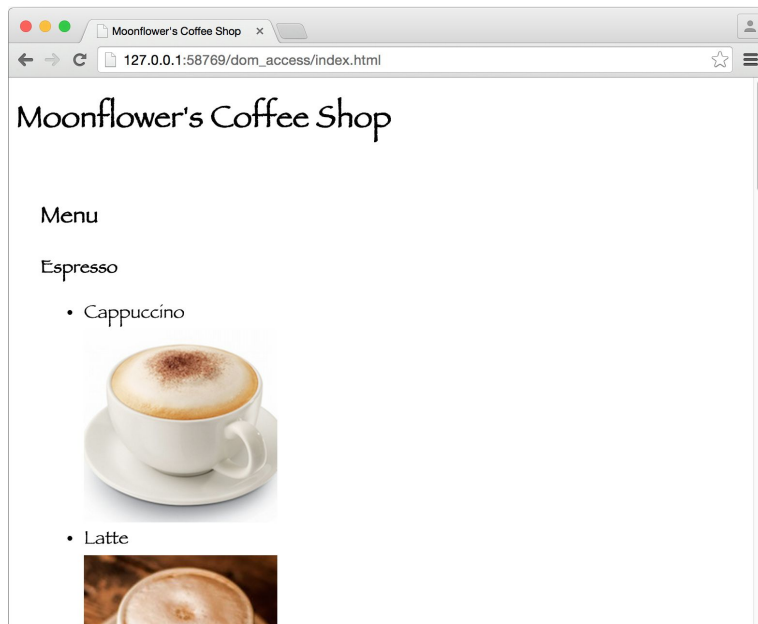 Moonflower's Coffee Shop
127.0.0.1:58769/dom_access/index.html
Moonflower's Coffee Shop
Menu
Espresso
• Cappuccino
• Latte